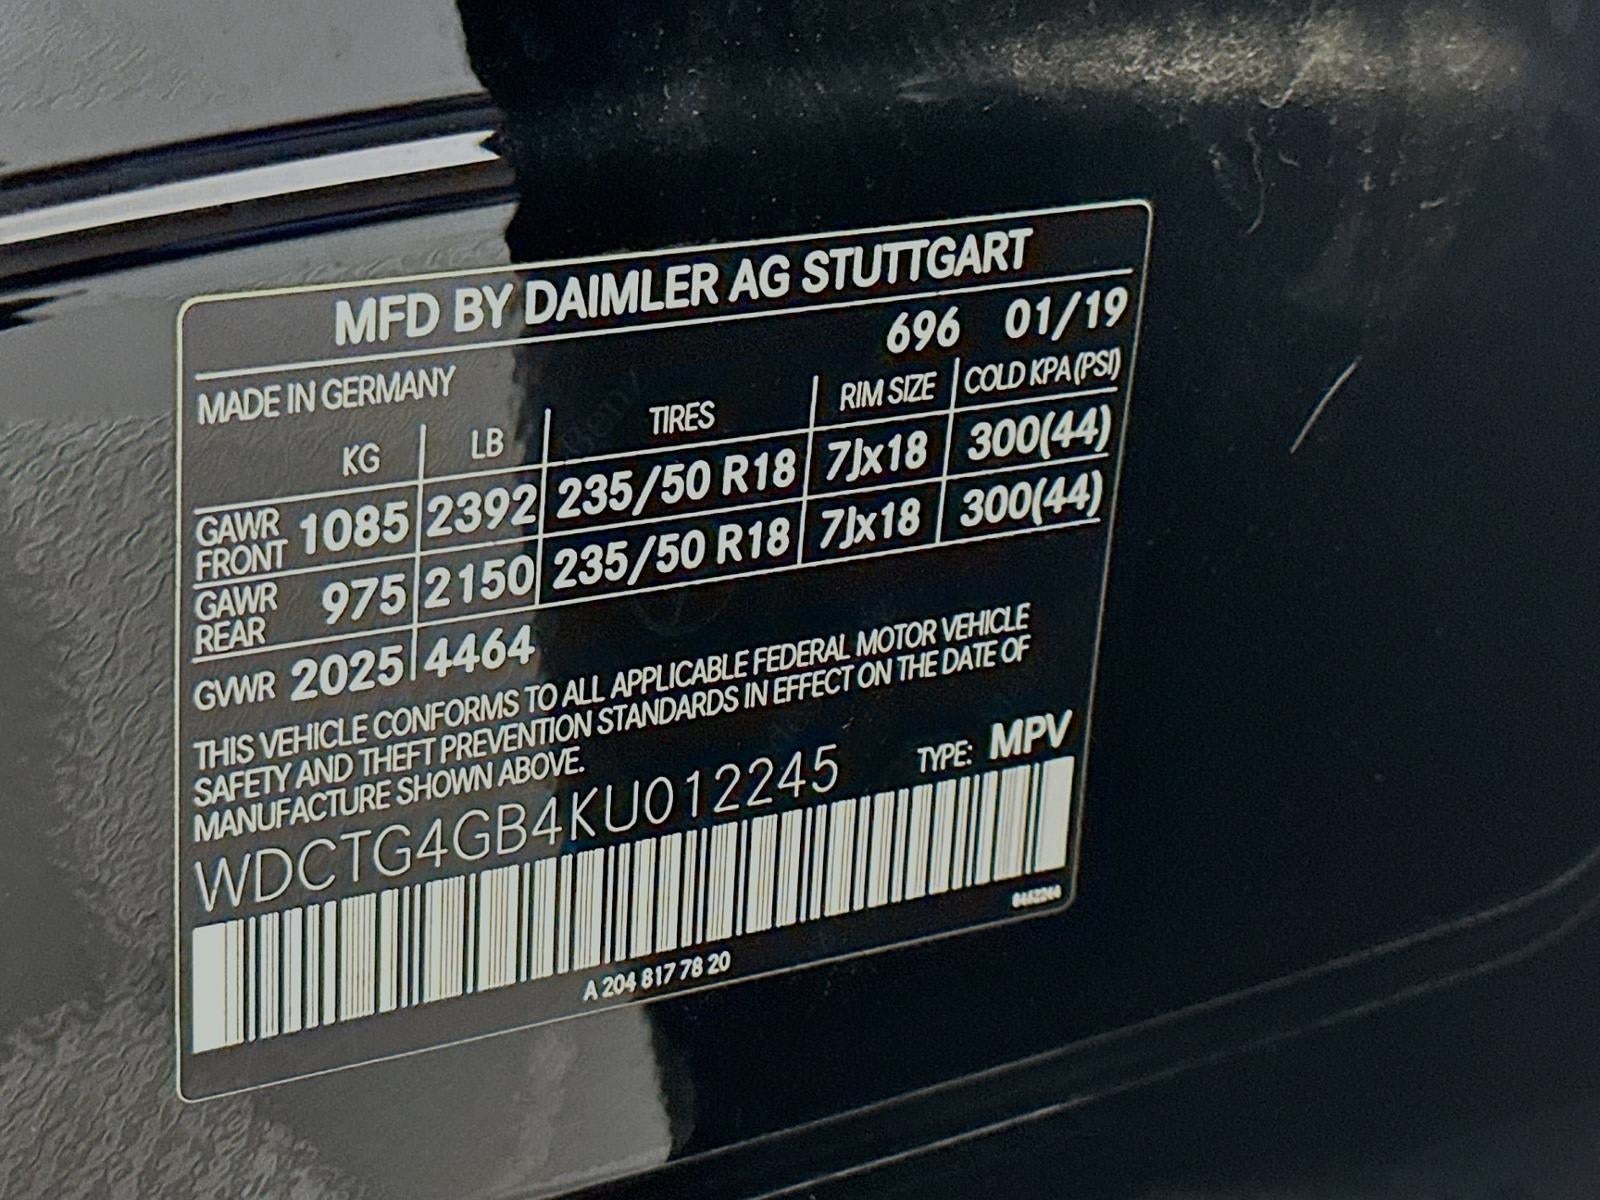 MFD BY DAIMLER AG STUTTGART
696 01/19
MADE IN GERMANY
KG LB TIRES RIM SIZE COLD KPA (PSI)
GAWR FRONT 1085 2392 235/50 R18 7Jx18 300(44)
GAWR REAR 975 2150 235/50 R18 7Jx18 300(44)
GVWR 2025 4464
THIS VEHICLE CONFORMS TO ALL APPLICABLE FEDERAL MOTOR VEHICLE
SAFETY AND THEFT PREVENTION STANDARDS IN EFFECT ON THE DATE OF
MANUFACTURE SHOWN ABOVE.
WDCTG4GB4KU012245 TYPE: MPV
A 204 817 78 20